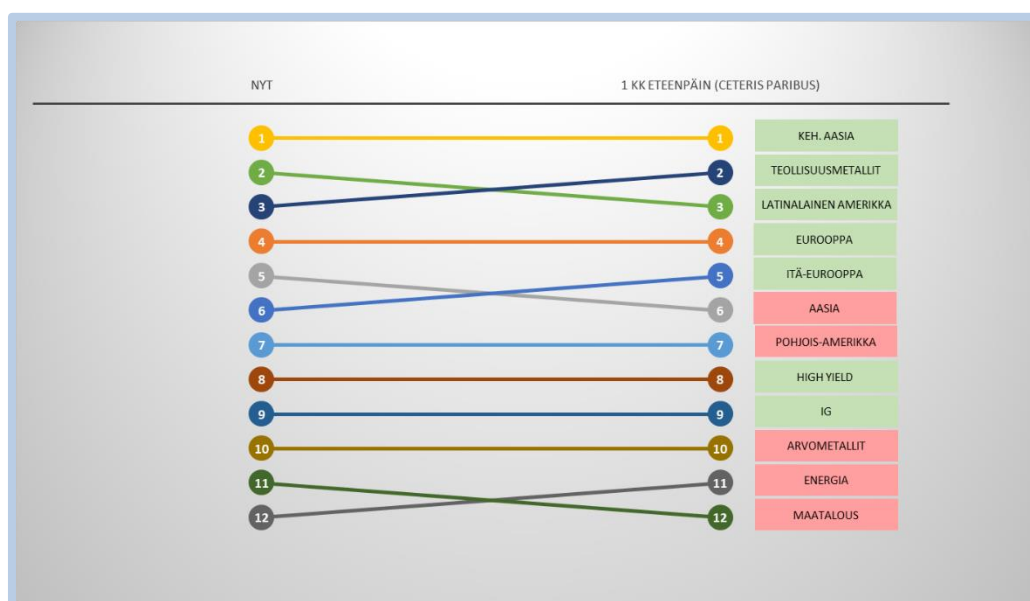 NYT 1 KK ETEENPÄIN (CETERIS PARIBUS)
1 1 KEH. AASIA
2 2 TEOLLISUUSMETALLIT
3 3 LATINALAINEN AMERIKKA
4 4 EUROOPPA
5 5 ITÄ-EUROOPPA
6 6 AASIA
7 7 POHJOIS-AMERIKKA
8 8 HIGH YIELD
9 9 IG
10 10 ARVOMETALLIT
11 11 ENERGIA
12 12 MAATALOUS